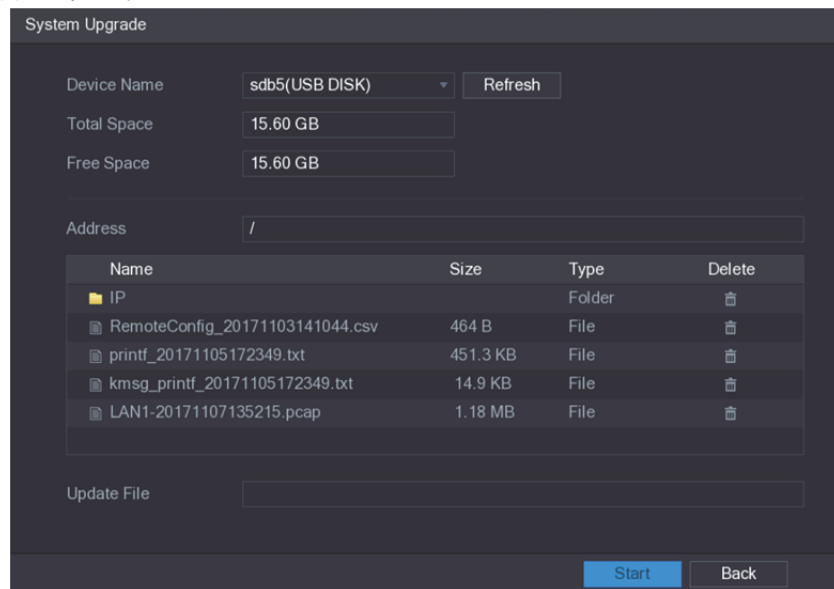 System Upgrade
Device Name sdb5(USB DISK) Refresh
Total Space 15.60 GB
Free Space 15.60 GB
Address /
Name Size Type Delete
IP Folder
RemoteConfig_20171103141044.csv 464 B File
printf_20171105172349.txt 451.3 KB File
kmsg_printf_20171105172349.txt 14.9 KB File
LAN1-20171107135215.pcap 1.18 MB File
Update File
Start Back